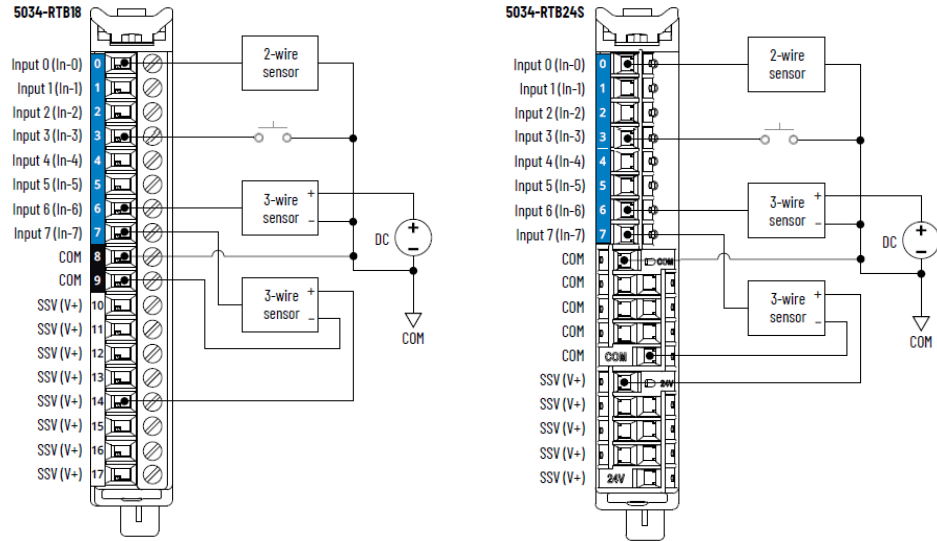 5034-RTB18
Input 0 (In-0) 0
Input 1 (In-1) 1
Input 2 (In-2) 2
Input 3 (In-3) 3
Input 4 (In-4) 4
Input 5 (In-5) 5
Input 6 (In-6) 6
Input 7 (In-7) 7
COM 8
COM 9
SSV (V+) 10
SSV (V+) 11
SSV (V+) 12
SSV (V+) 13
SSV (V+) 14
SSV (V+) 15
SSV (V+) 16
SSV (V+) 17
2-wire
sensor
3-wire +
sensor −
3-wire +
sensor −
DC + −
COM
5034-RTB24S
Input 0 (In-0) 0
Input 1 (In-1) 1
Input 2 (In-2) 2
Input 3 (In-3) 3
Input 4 (In-4) 4
Input 5 (In-5) 5
Input 6 (In-6) 6
Input 7 (In-7) 7
COM COM
COM
COM
COM
COM COM
SSV (V+) 24V
SSV (V+)
SSV (V+)
SSV (V+)
SSV (V+) 24V
2-wire
sensor
3-wire +
sensor −
3-wire +
sensor −
DC + −
COM